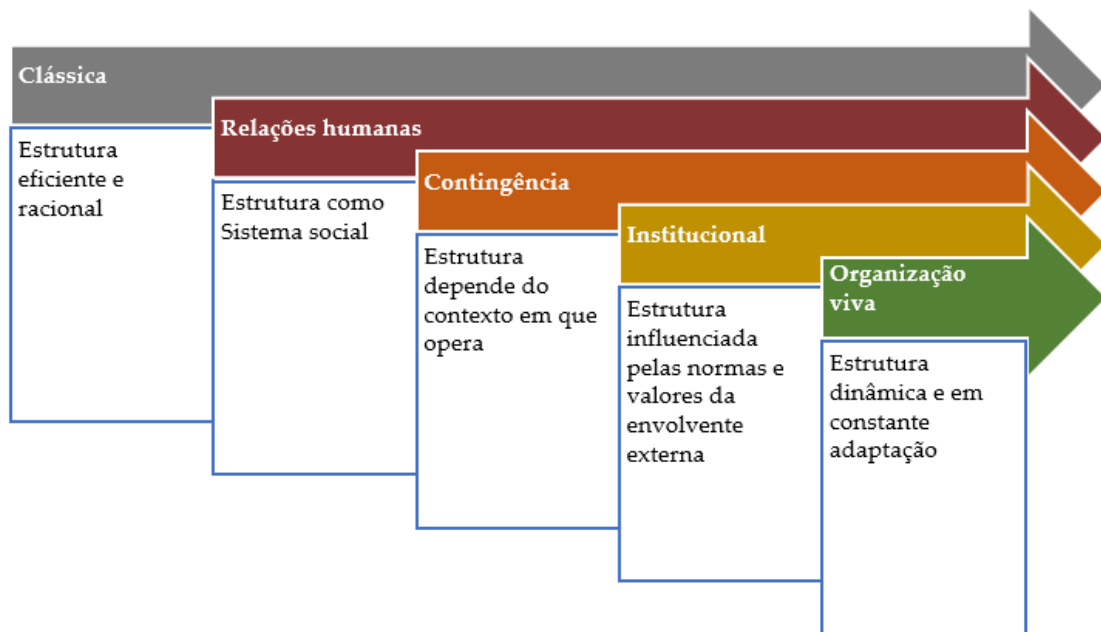 Clássica
Estrutura
eficiente e
racional
Relações humanas
Estrutura como
Sistema social
Contingência
Estrutura
depende do
contexto em que
opera
Institucional
Estrutura
influenciada
pelas normas e
valores da
envolvente
externa
Organização
viva
Estrutura
dinâmica e em
constante
adaptação